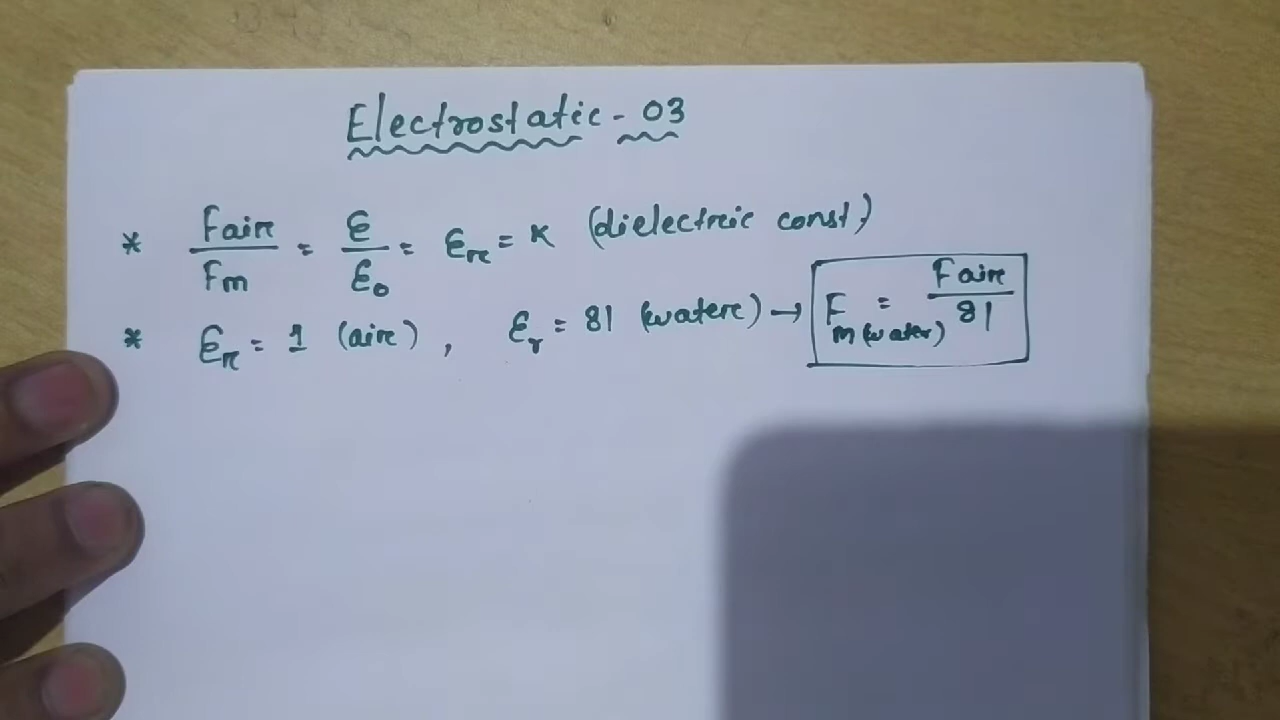 Electrostatic - 03
* Fair/Fm = ε/ε0 = εr = K (dielectric const)
* εr = 1 (air), εr = 81 (water) → Fm(water) = Fair/81